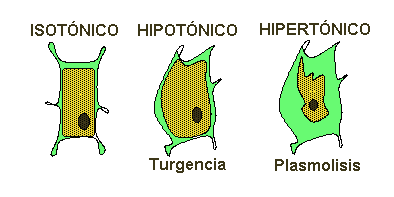 ISOTÓNICO HIPOTÓNICO HIPERTÓNICO
Turgencia Plasmolisis